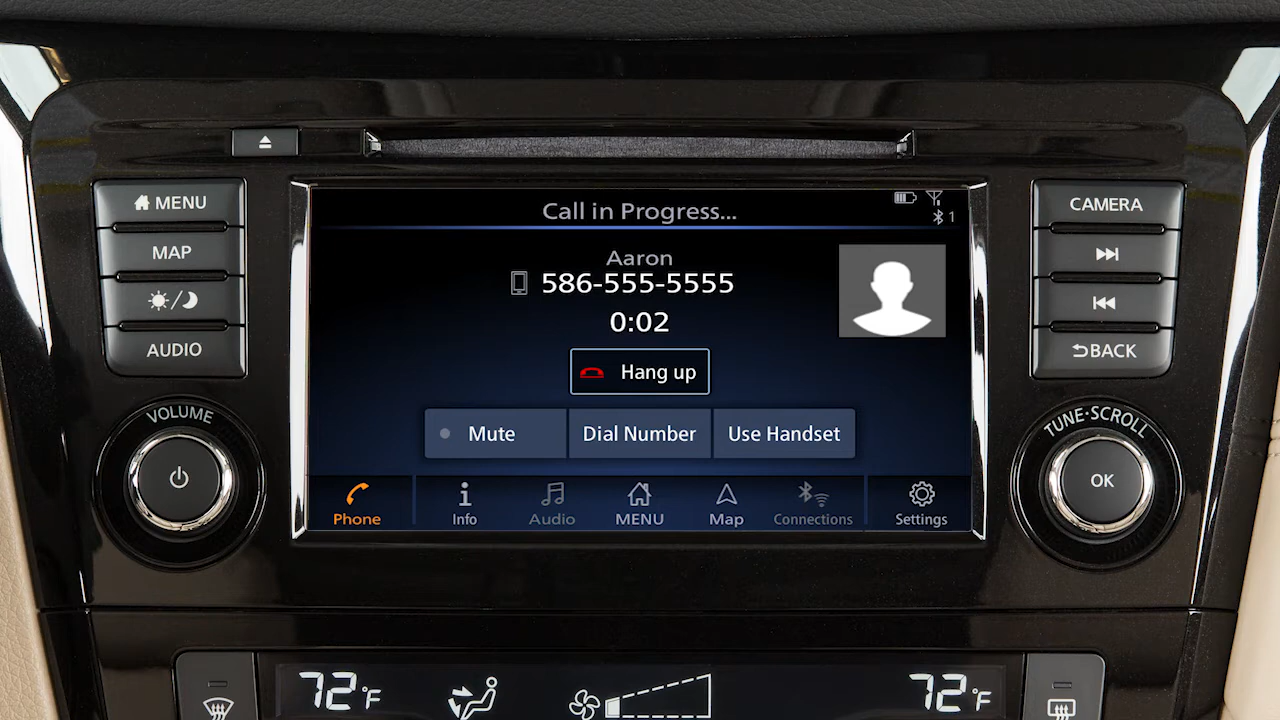 Call in Progress...
1
Aaron
586-555-5555
0:02
Hang up
Mute
Dial Number
Use Handset
Phone
Info
Audio
MENU
Map
Connections
Settings
MENU
MAP
AUDIO
VOLUME
CAMERA
BACK
TUNE·SCROLL
OK
72°F
72°F